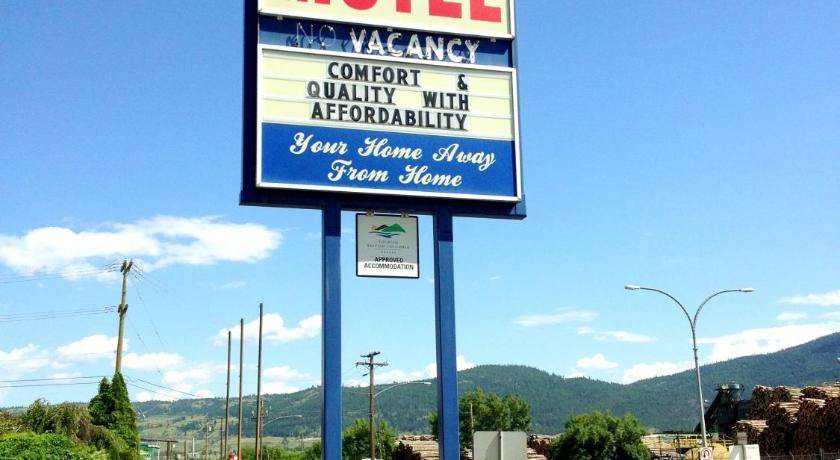 MOTEL
NO VACANCY
COMFORT &
QUALITY WITH
AFFORDABILITY
Your Home Away
From Home
APPROVED
ACCOMMODATION